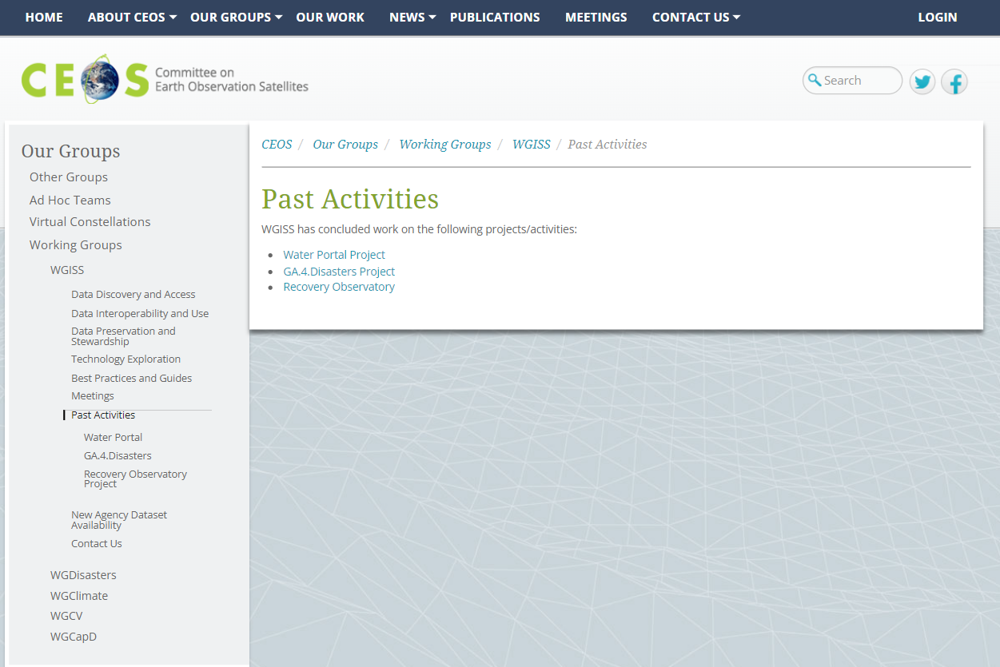 HOME ABOUT CEOS OUR GROUPS OUR WORK NEWS PUBLICATIONS MEETINGS CONTACT US LOGIN
CEOS
Committee on
Earth Observation Satellites
Search
Our Groups
Other Groups
Ad Hoc Teams
Virtual Constellations
Working Groups
WGISS
Data Discovery and Access
Data Interoperability and Use
Data Preservation and
Stewardship
Technology Exploration
Best Practices and Guides
Meetings
Past Activities
Water Portal
GA.4.Disasters
Recovery Observatory
Project
New Agency Dataset
Availability
Contact Us
WGDisasters
WGClimate
WGCV
WGCapD
CEOS / Our Groups / Working Groups / WGISS / Past Activities
Past Activities
WGISS has concluded work on the following projects/activities:
• Water Portal Project
• GA.4.Disasters Project
• Recovery Observatory